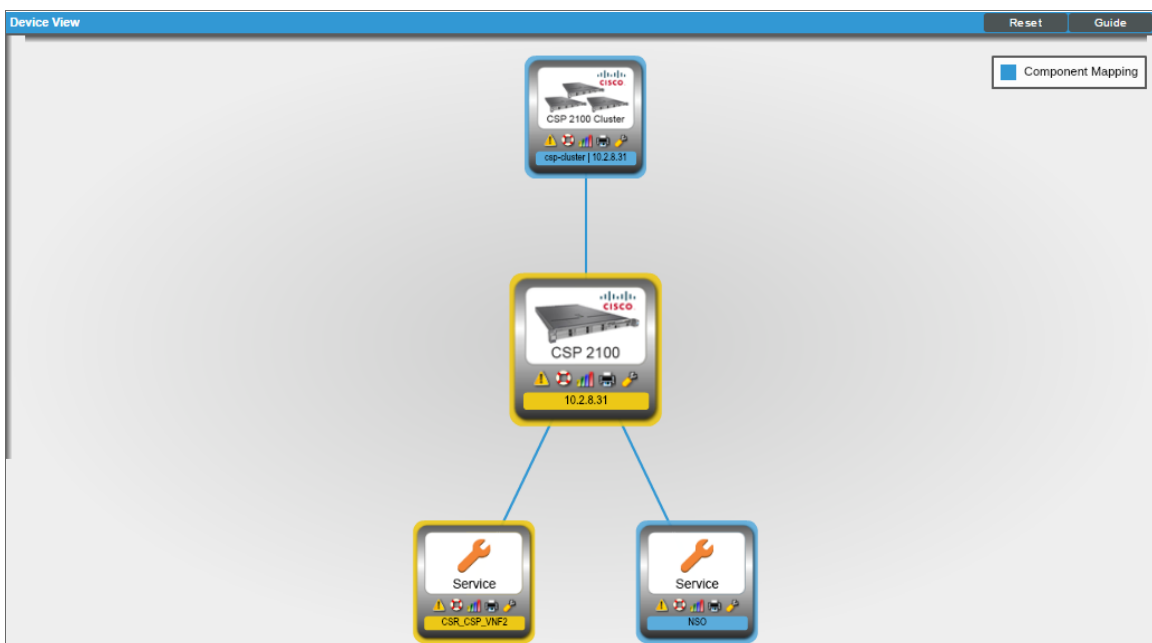 Device View
Reset
Guide
Component Mapping
CISCO.
CSP 2100 Cluster
csp-cluster | 10.2.8.31
CISCO.
CSP 2100
10.2.8.31
Service
CSR_CSP_VNF2
Service
NSO